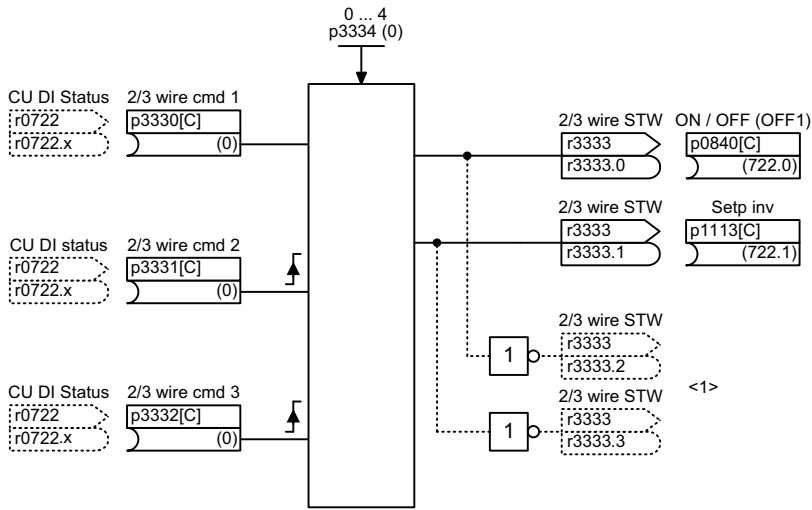 0 ... 4
p3334 (0)
CU DI Status
r0722
r0722.x
2/3 wire cmd 1
p3330[C]
(0)
2/3 wire STW
r3333
r3333.0
ON / OFF (OFF1)
p0840[C]
(722.0)
CU DI status
r0722
r0722.x
2/3 wire cmd 2
p3331[C]
(0)
2/3 wire STW
r3333
r3333.1
Setp inv
p1113[C]
(722.1)
1
2/3 wire STW
r3333
r3333.2
<1>
CU DI Status
r0722
r0722.x
2/3 wire cmd 3
p3332[C]
(0)
1
2/3 wire STW
r3333
r3333.3